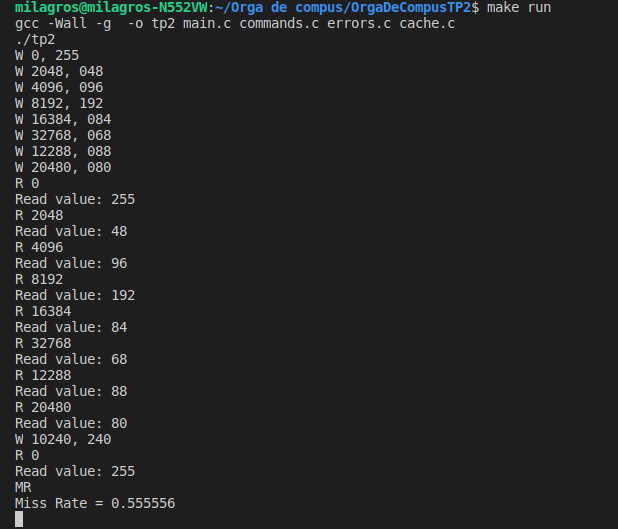 milagros@milagros-N552VW:~/Orga de compus/OrgaDeCompusTP2$ make run
gcc -Wall -g  -o tp2 main.c commands.c errors.c cache.c
./tp2
W 0, 255
W 2048, 048
W 4096, 096
W 8192, 192
W 16384, 084
W 32768, 068
W 12288, 088
W 20480, 080
R 0
Read value: 255
R 2048
Read value: 48
R 4096
Read value: 96
R 8192
Read value: 192
R 16384
Read value: 84
R 32768
Read value: 68
R 12288
Read value: 88
R 20480
Read value: 80
W 10240, 240
R 0
Read value: 255
MR
Miss Rate = 0.555556